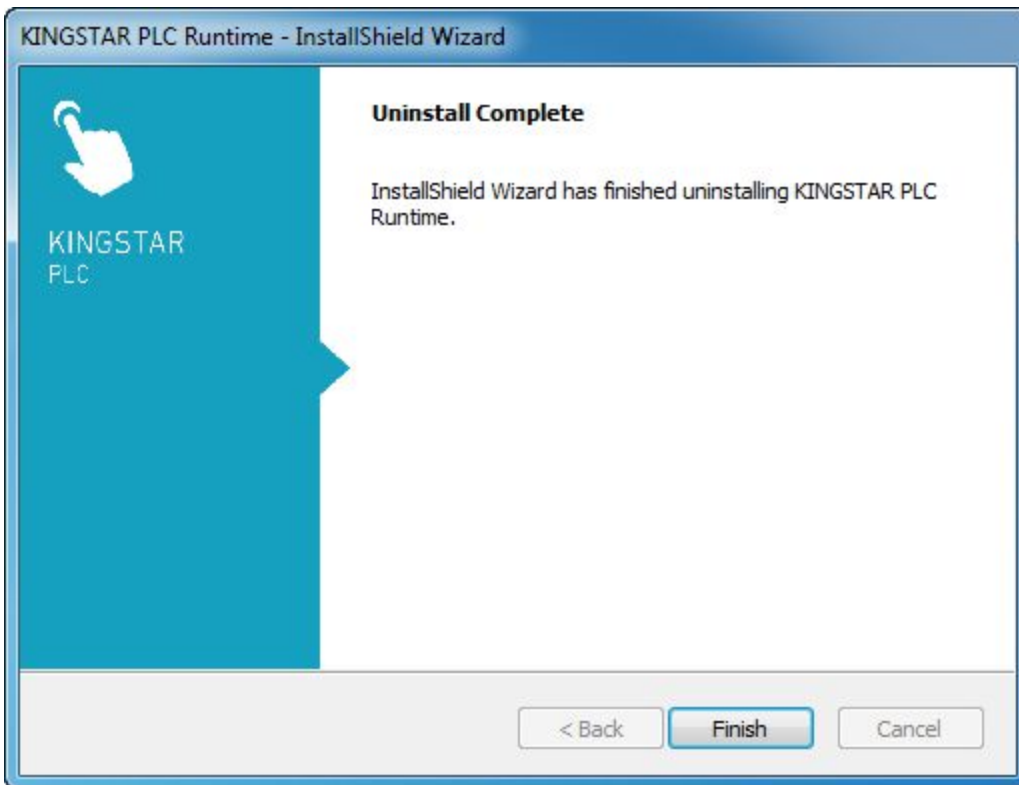 KINGSTAR PLC Runtime - InstallShield Wizard
KINGSTAR
PLC
Uninstall Complete
InstallShield Wizard has finished uninstalling KINGSTAR PLC
Runtime.
< Back
Finish
Cancel